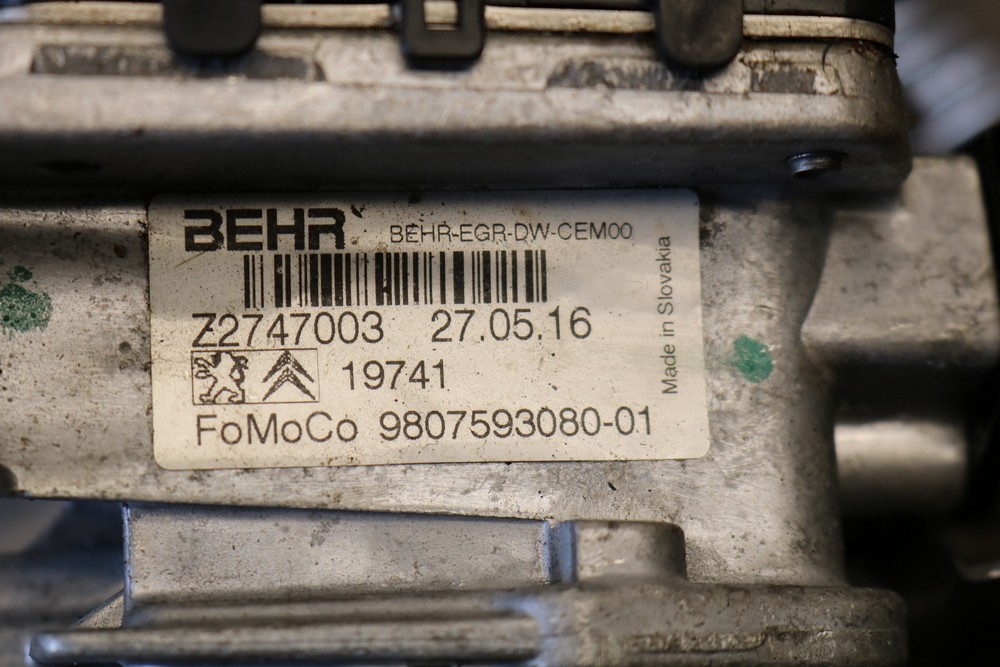 BEHR BEHR-EGR-DW-CEM00
Z2747003 27.05.16
19741
FoMoCo 9807593080-01
Made in Slovakia